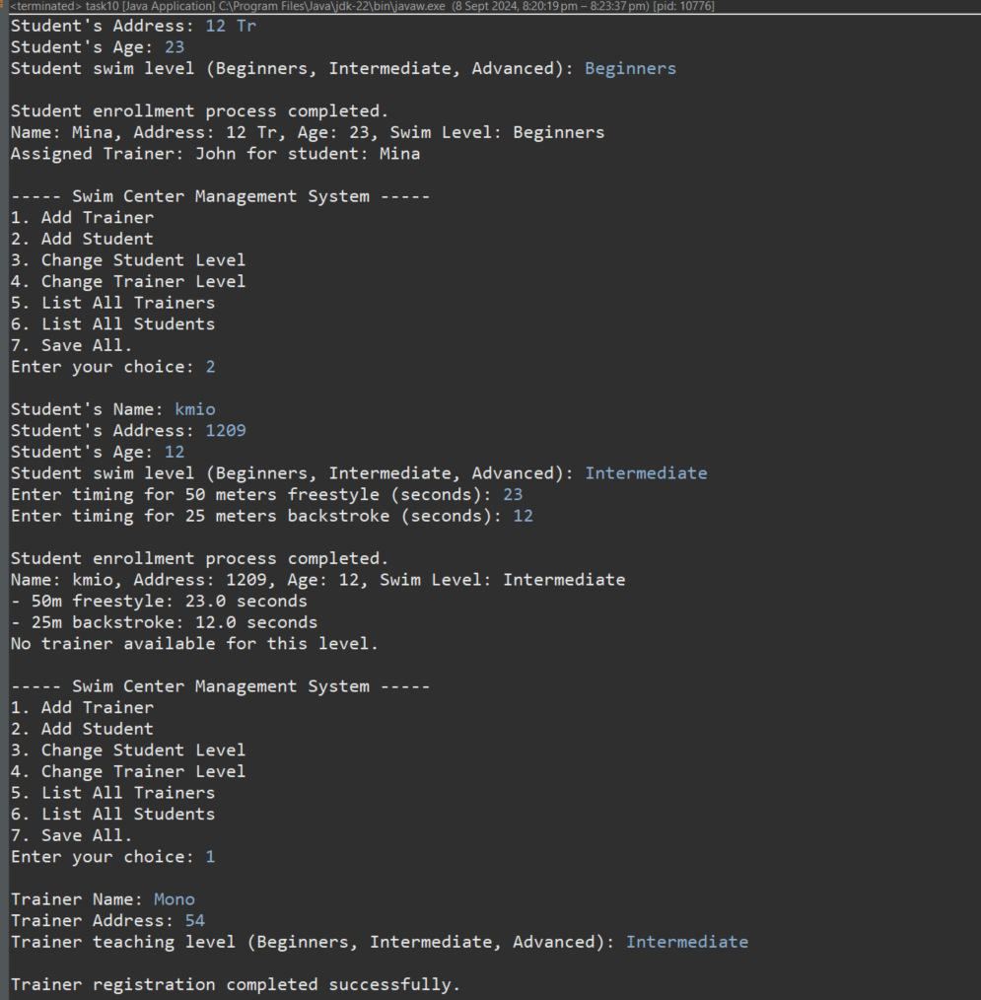 <terminated> task10 [Java Application] C:\Program Files\Java\jdk-22\bin\javaw.exe (8 Sept 2024, 8:20:19 pm – 8:23:37 pm) [pid: 10776]
Student's Address: 12 Tr
Student's Age: 23
Student swim level (Beginners, Intermediate, Advanced): Beginners

Student enrollment process completed.
Name: Mina, Address: 12 Tr, Age: 23, Swim Level: Beginners
Assigned Trainer: John for student: Mina

----- Swim Center Management System -----
1. Add Trainer
2. Add Student
3. Change Student Level
4. Change Trainer Level
5. List All Trainers
6. List All Students
7. Save All.
Enter your choice: 2

Student's Name: kmio
Student's Address: 1209
Student's Age: 12
Student swim level (Beginners, Intermediate, Advanced): Intermediate
Enter timing for 50 meters freestyle (seconds): 23
Enter timing for 25 meters backstroke (seconds): 12

Student enrollment process completed.
Name: kmio, Address: 1209, Age: 12, Swim Level: Intermediate
- 50m freestyle: 23.0 seconds
- 25m backstroke: 12.0 seconds
No trainer available for this level.

----- Swim Center Management System -----
1. Add Trainer
2. Add Student
3. Change Student Level
4. Change Trainer Level
5. List All Trainers
6. List All Students
7. Save All.
Enter your choice: 1

Trainer Name: Mono
Trainer Address: 54
Trainer teaching level (Beginners, Intermediate, Advanced): Intermediate

Trainer registration completed successfully.